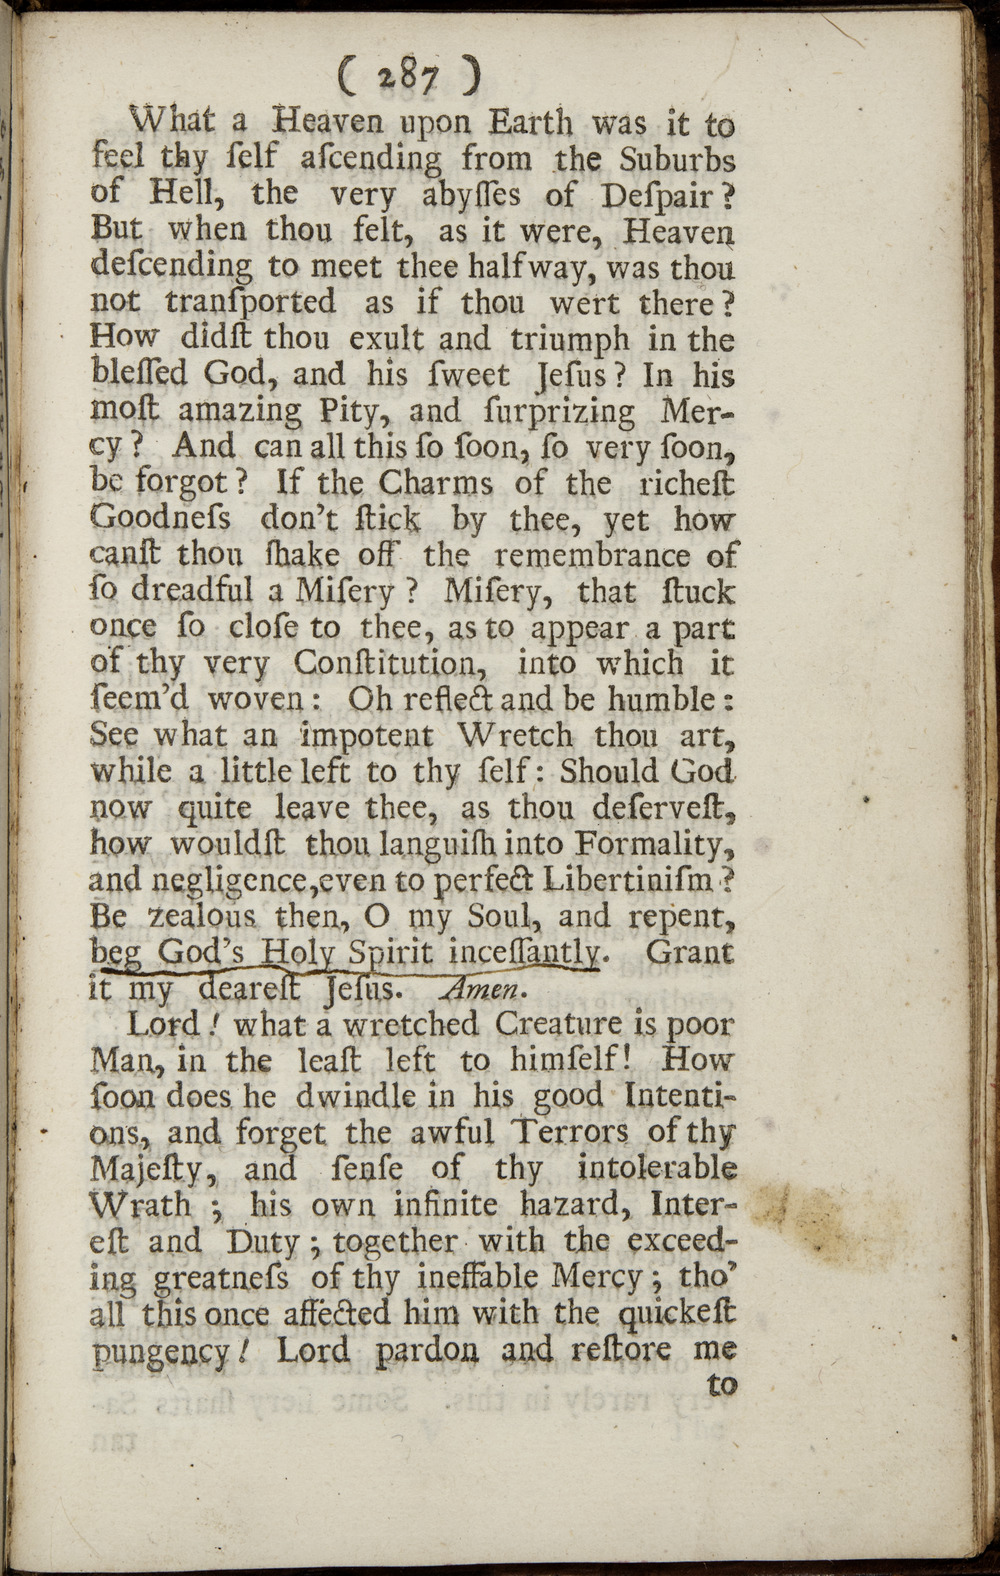 ( 287 )
What a Heaven upon Earth was it to
feel thy ſelf aſcending from the Suburbs
of Hell, the very abyſſes of Deſpair?
But when thou felt, as it were, Heaven
deſcending to meet thee halfway, was thou
not tranſported as if thou wert there?
How didſt thou exult and triumph in the
bleſſed God, and his ſweet Jeſus? In his
moſt amazing Pity, and ſurprizing Mer-
cy? And can all this ſo ſoon, ſo very ſoon,
be forgot? If the Charms of the richeſt
Goodneſs don't ſtick by thee, yet how
canſt thou ſhake off the remembrance of
ſo dreadful a Miſery? Miſery, that ſtuck
once ſo cloſe to thee, as to appear a part
of thy very Conſtitution, into which it
ſeem'd woven: Oh reflect and be humble:
See what an impotent Wretch thou art,
while a little left to thy ſelf: Should God
now quite leave thee, as thou deſerveſt,
how wouldſt thou languiſh into Formality,
and negligence, even to perfect Libertiniſm?
Be zealous then, O my Soul, and repent,
beg God's Holy Spirit inceſſantly. Grant
it my deareſt Jeſus. Amen.
Lord! what a wretched Creature is poor
Man, in the leaſt left to himſelf! How
ſoon does he dwindle in his good Intenti-
ons, and forget the awful Terrors of thy
Majeſty, and ſenſe of thy intolerable
Wrath; his own infinite hazard, Inter-
eſt and Duty; together with the exceed-
ing greatneſs of thy ineffable Mercy; tho'
all this once affected him with the quickeſt
pungency! Lord pardon and reſtore me
to